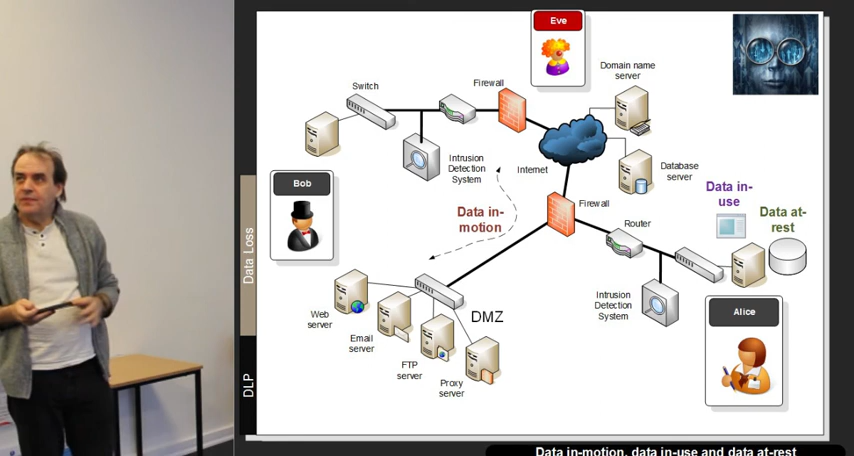 Eve
Domain name
server
Firewall
Switch
Intrusion
Detection
System
Internet
Database
server
Bob
Data in-
use
Data in-
motion
Firewall
Data at-
rest
Router
Data Loss
Web
server
DMZ
Intrusion
Detection
System
Alice
Email
server
FTP
server
Proxy
server
DLP
Data in-motion, data in-use and data at-rest